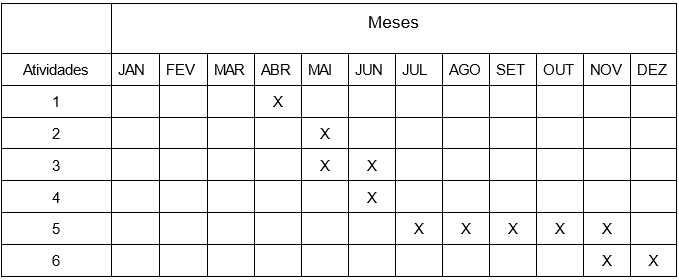 Meses
Atividades JAN FEV MAR ABR MAI JUN JUL AGO SET OUT NOV DEZ
1 X
2 X
3 X X
4 X
5 X X X X X
6 X X